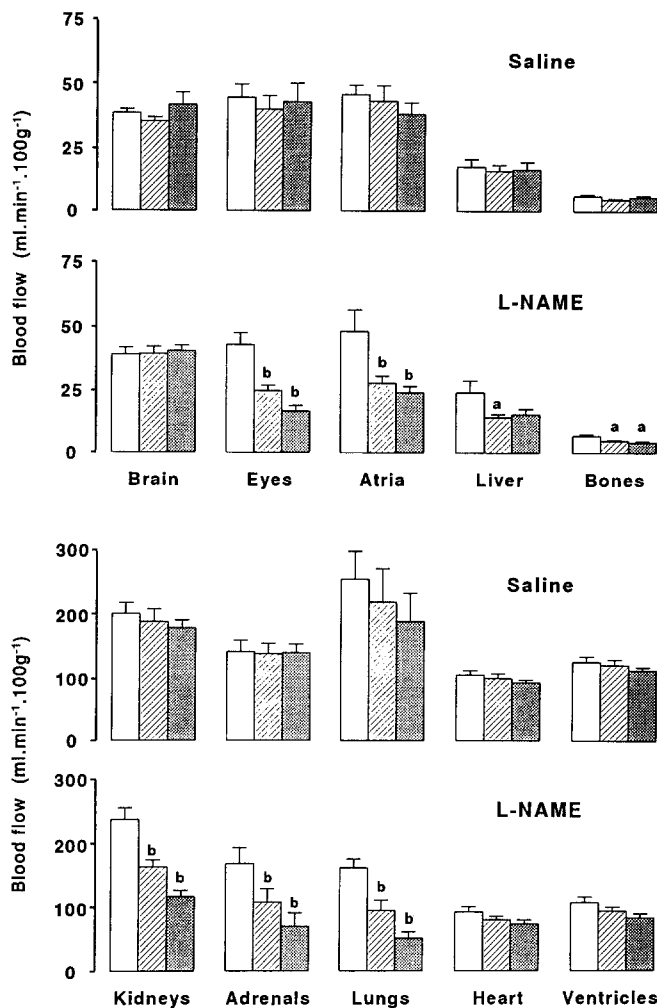 75
50
25
0
Saline
Blood flow (ml.min⁻¹.100g⁻¹)
75
50
25
0
L-NAME
b
b
b
b
a
a
a
Brain
Eyes
Atria
Liver
Bones
300
200
100
0
Saline
Blood flow (ml.min⁻¹.100g⁻¹)
300
200
100
0
L-NAME
b
b
b
b
b
b
Kidneys
Adrenals
Lungs
Heart
Ventricles